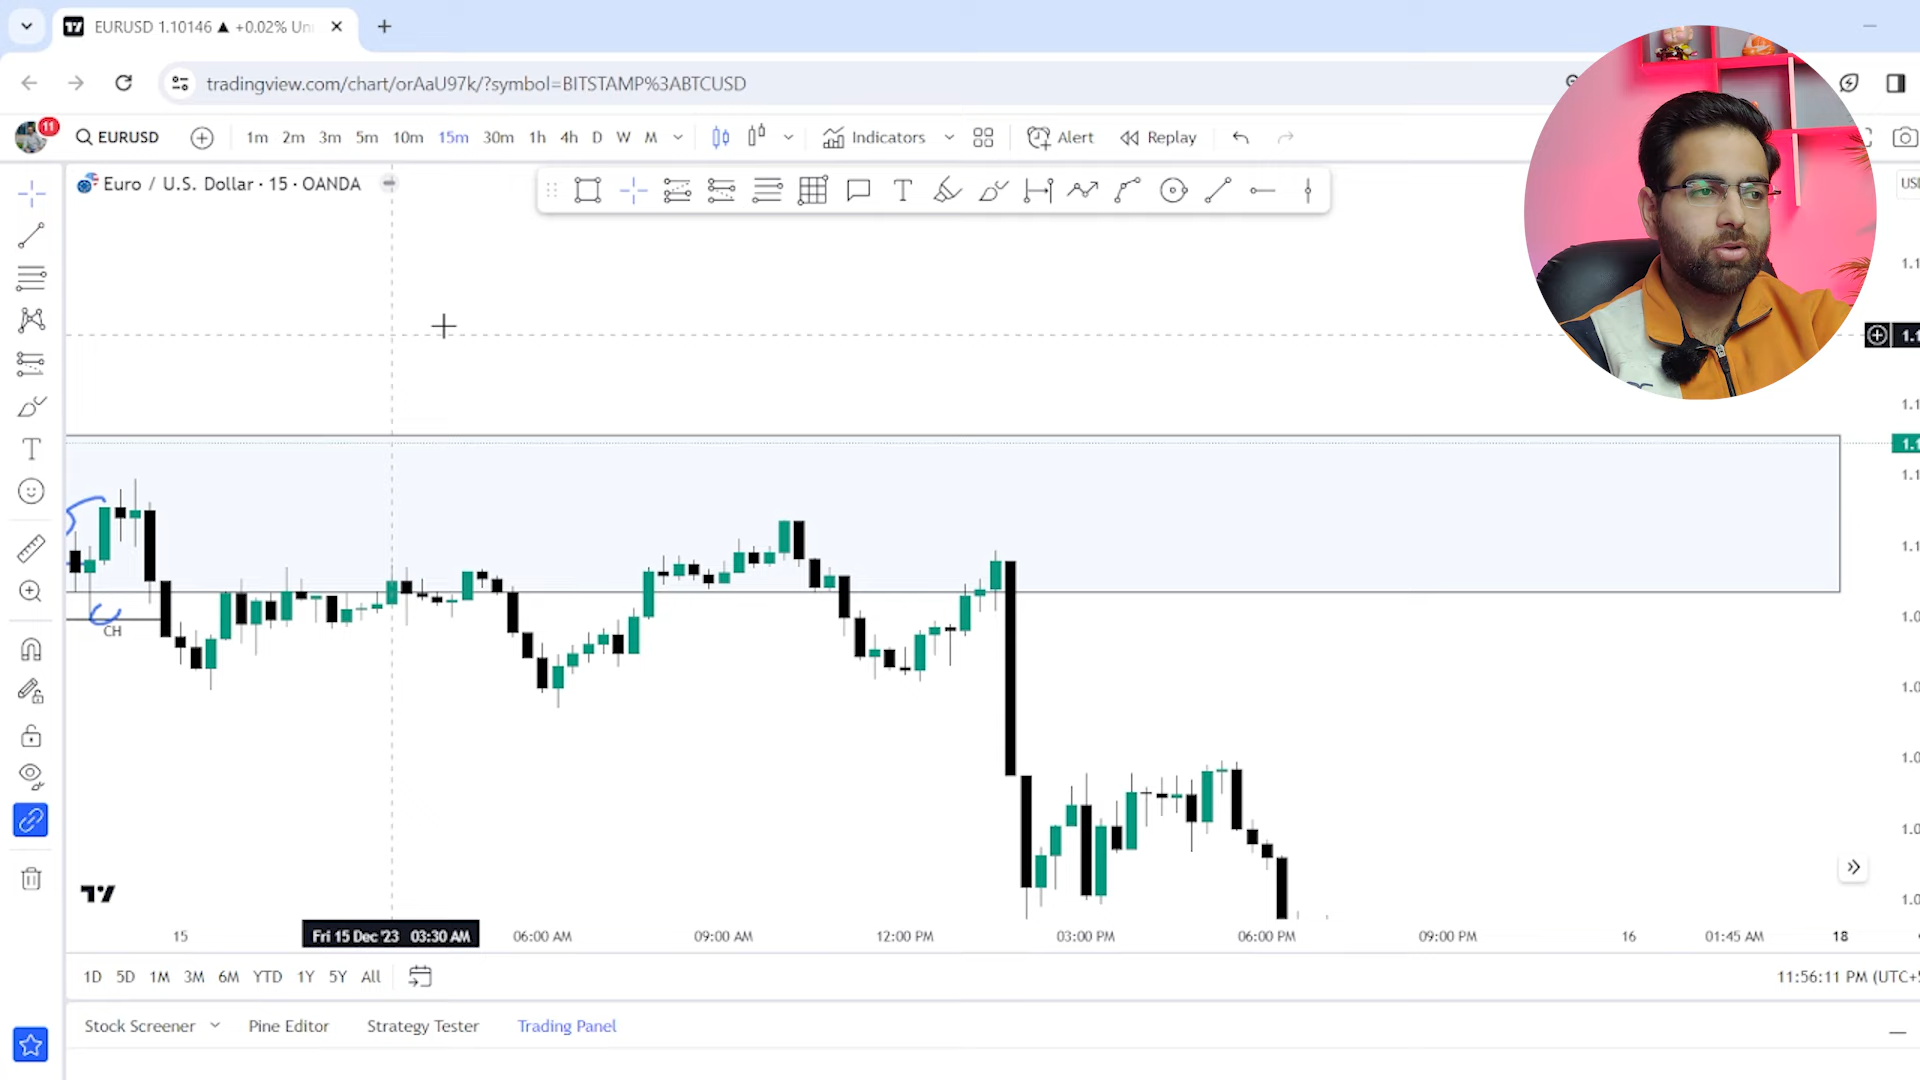 EURUSD 1.10146 ▲ +0.02% Un
tradingview.com/chart/orAaU97k/?symbol=BITSTAMP%3ABTCUSD
11
EURUSD
1m 2m 3m 5m 10m 15m 30m 1h 4h D W M
Indicators
Alert
Replay
Euro / U.S. Dollar · 15 · OANDA
CH
15
Fri 15 Dec '23 03:30 AM
06:00 AM
09:00 AM
12:00 PM
03:00 PM
06:00 PM
09:00 PM
16
01:45 AM
18
1D 5D 1M 3M 6M YTD 1Y 5Y All
11:56:11 PM (UTC+
Stock Screener
Pine Editor
Strategy Tester
Trading Panel